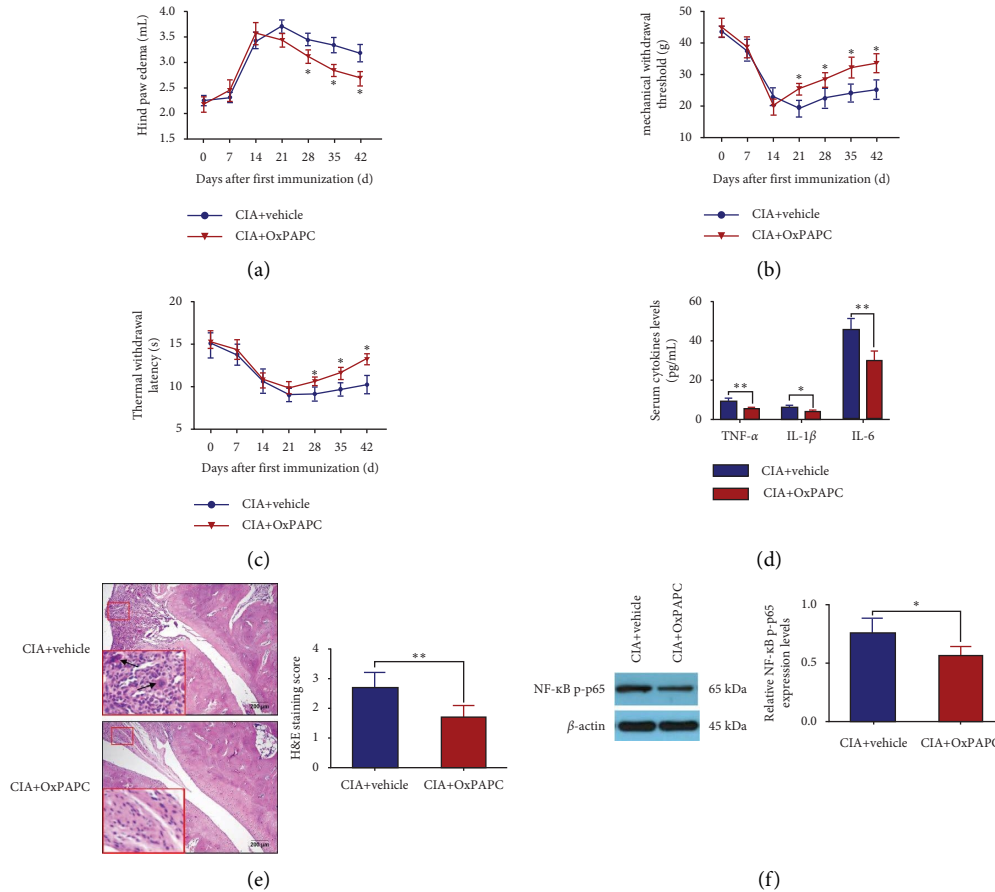 Hind paw edema (mL)
4.0
3.5
3.0
2.5
2.0
1.5
* * *
0 7 14 21 28 35 42
Days after first immunization (d)
CIA+vehicle
CIA+OxPAPC
(a)
mechanical withdrawal
threshold (g)
50
40
30
20
10
* * * *
0 7 14 21 28 35 42
Days after first immunization (d)
CIA+vehicle
CIA+OxPAPC
(b)
Thermal withdrawal
latency (s)
20
15
10
5
* * *
0 7 14 21 28 35 42
Days after first immunization (d)
CIA+vehicle
CIA+OxPAPC
(c)
Serum cytokines levels
(pg/mL)
60
40
20
0
** * **
TNF-α IL-1β IL-6
CIA+vehicle
CIA+OxPAPC
(d)
CIA+vehicle
200 μm
CIA+OxPAPC
200 μm
H&E staining score
4
3
2
1
0
**
CIA+vehicle CIA+OxPAPC
(e)
CIA+vehicle
CIA+OxPAPC
NF-κB p-p65 65 kDa
β-actin 45 kDa
Relative NF-κB p-p65
expression levels
1.0
0.5
0.0
*
CIA+vehicle CIA+OxPAPC
(f)